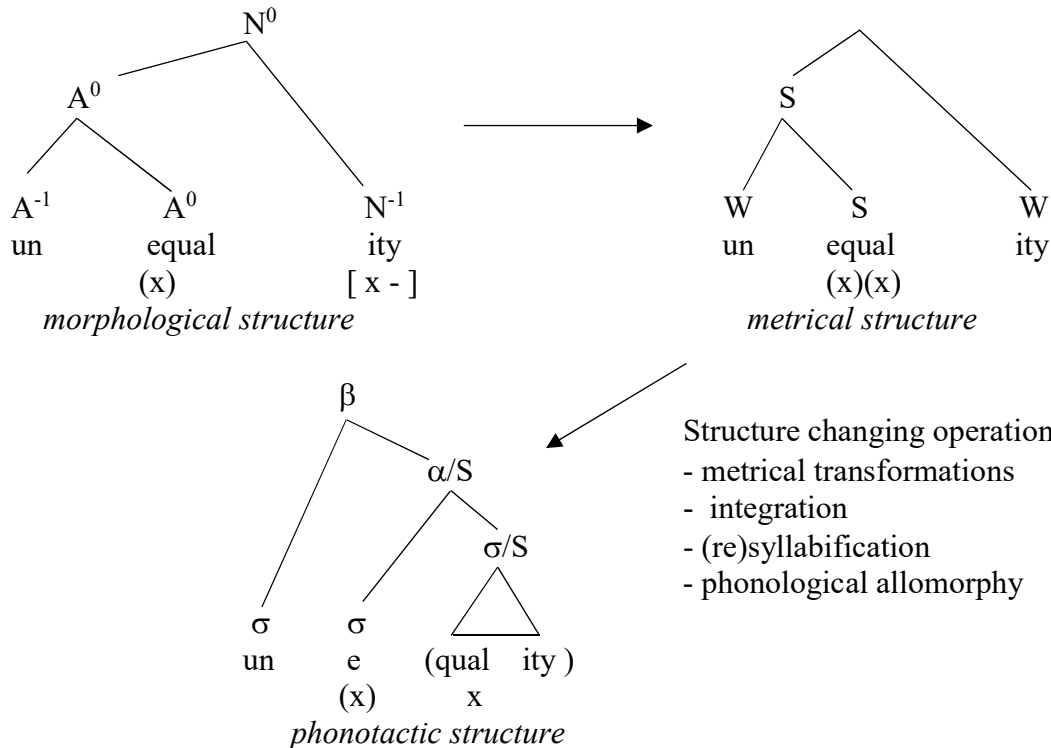 N⁰
A⁰
A⁻¹ A⁰ N⁻¹
un equal ity
(x) [ x - ]
morphological structure
S
W S W
un equal ity
(x)(x)
metrical structure
β
α/S
σ/S
σ σ
un e (qual ity )
(x) x
phonotactic structure
Structure changing operation
- metrical transformations
- integration
- (re)syllabification
- phonological allomorphy